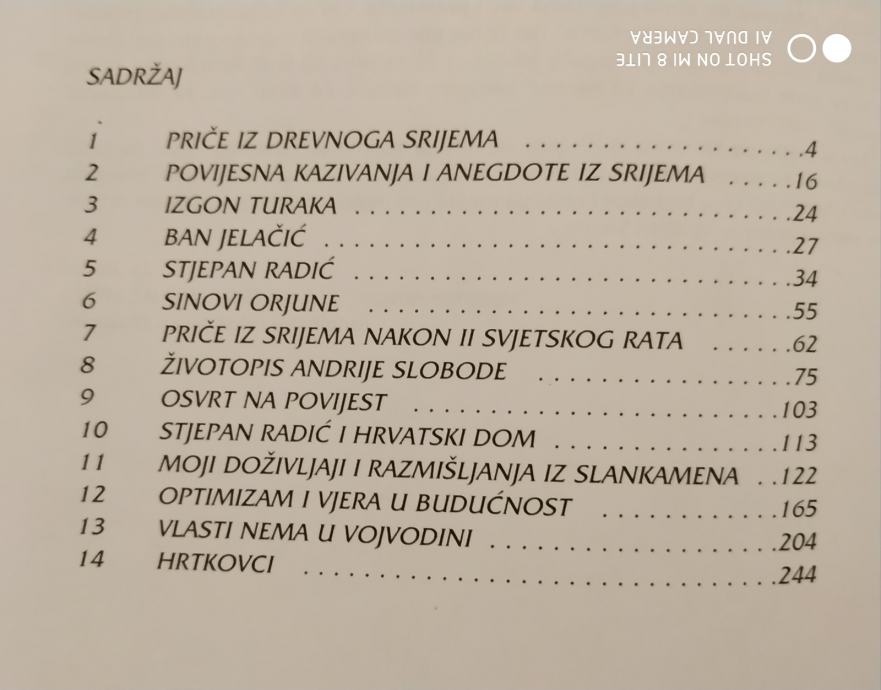 SHOT ON MI 8 LITE
AI DUAL CAMERA
SADRŽAJ
1 PRIČE IZ DREVNOGA SRIJEMA . . . . . . . . . . . . . . . . . . .4
2 POVIJESNA KAZIVANJA I ANEGDOTE IZ SRIJEMA . . . . .16
3 IZGON TURAKA . . . . . . . . . . . . . . . . . . . . . . . . . . . . .24
4 BAN JELAČIĆ . . . . . . . . . . . . . . . . . . . . . . . . . . . . . . .27
5 STJEPAN RADIĆ . . . . . . . . . . . . . . . . . . . . . . . . . . . . .34
6 SINOVI ORJUNE . . . . . . . . . . . . . . . . . . . . . . . . . . . .55
7 PRIČE IZ SRIJEMA NAKON II SVJETSKOG RATA . . . . . .62
8 ŽIVOTOPIS ANDRIJE SLOBODE . . . . . . . . . . . . . . . . . .75
9 OSVRT NA POVIJEST . . . . . . . . . . . . . . . . . . . . . . . . .103
10 STJEPAN RADIĆ I HRVATSKI DOM . . . . . . . . . . . . . . .113
11 MOJI DOŽIVLJAJI I RAZMIŠLJANJA IZ SLANKAMENA . .122
12 OPTIMIZAM I VJERA U BUDUĆNOST . . . . . . . . . . . .165
13 VLASTI NEMA U VOJVODINI . . . . . . . . . . . . . . . . . . .204
14 HRTKOVCI . . . . . . . . . . . . . . . . . . . . . . . . . . . . . . . .244